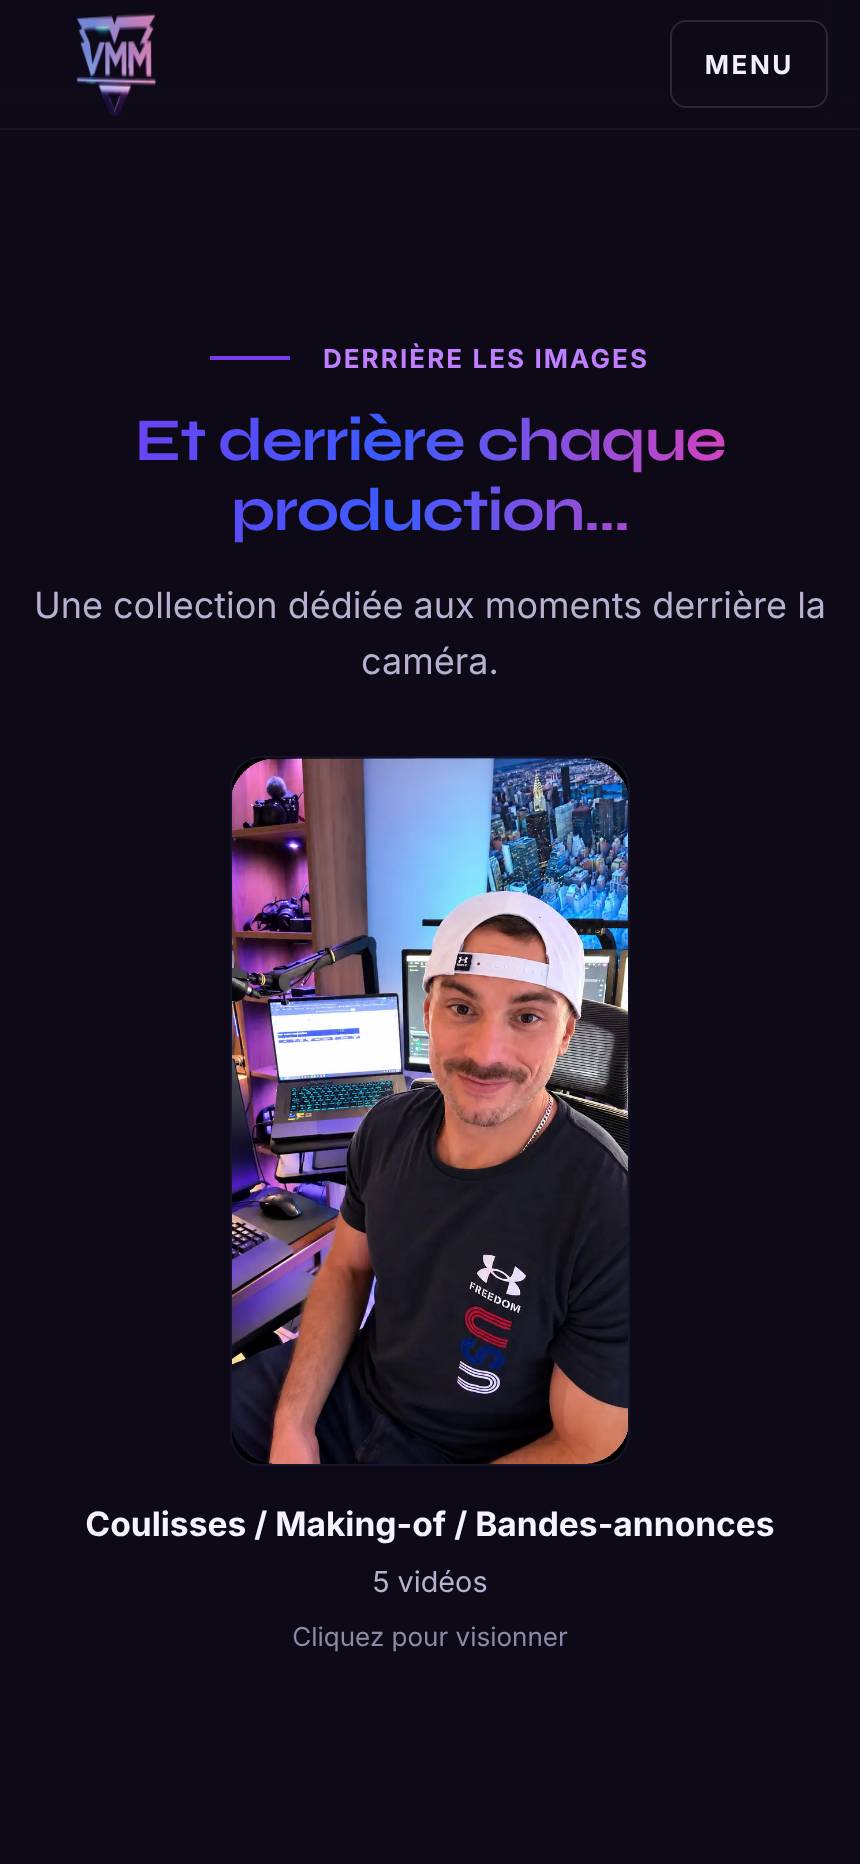 VMM
MENU
DERRIÈRE LES IMAGES
Et derrière chaque
production...
Une collection dédiée aux moments derrière la
caméra.
FREEDOM
USS
Coulisses / Making-of / Bandes-annonces
5 vidéos
Cliquez pour visionner